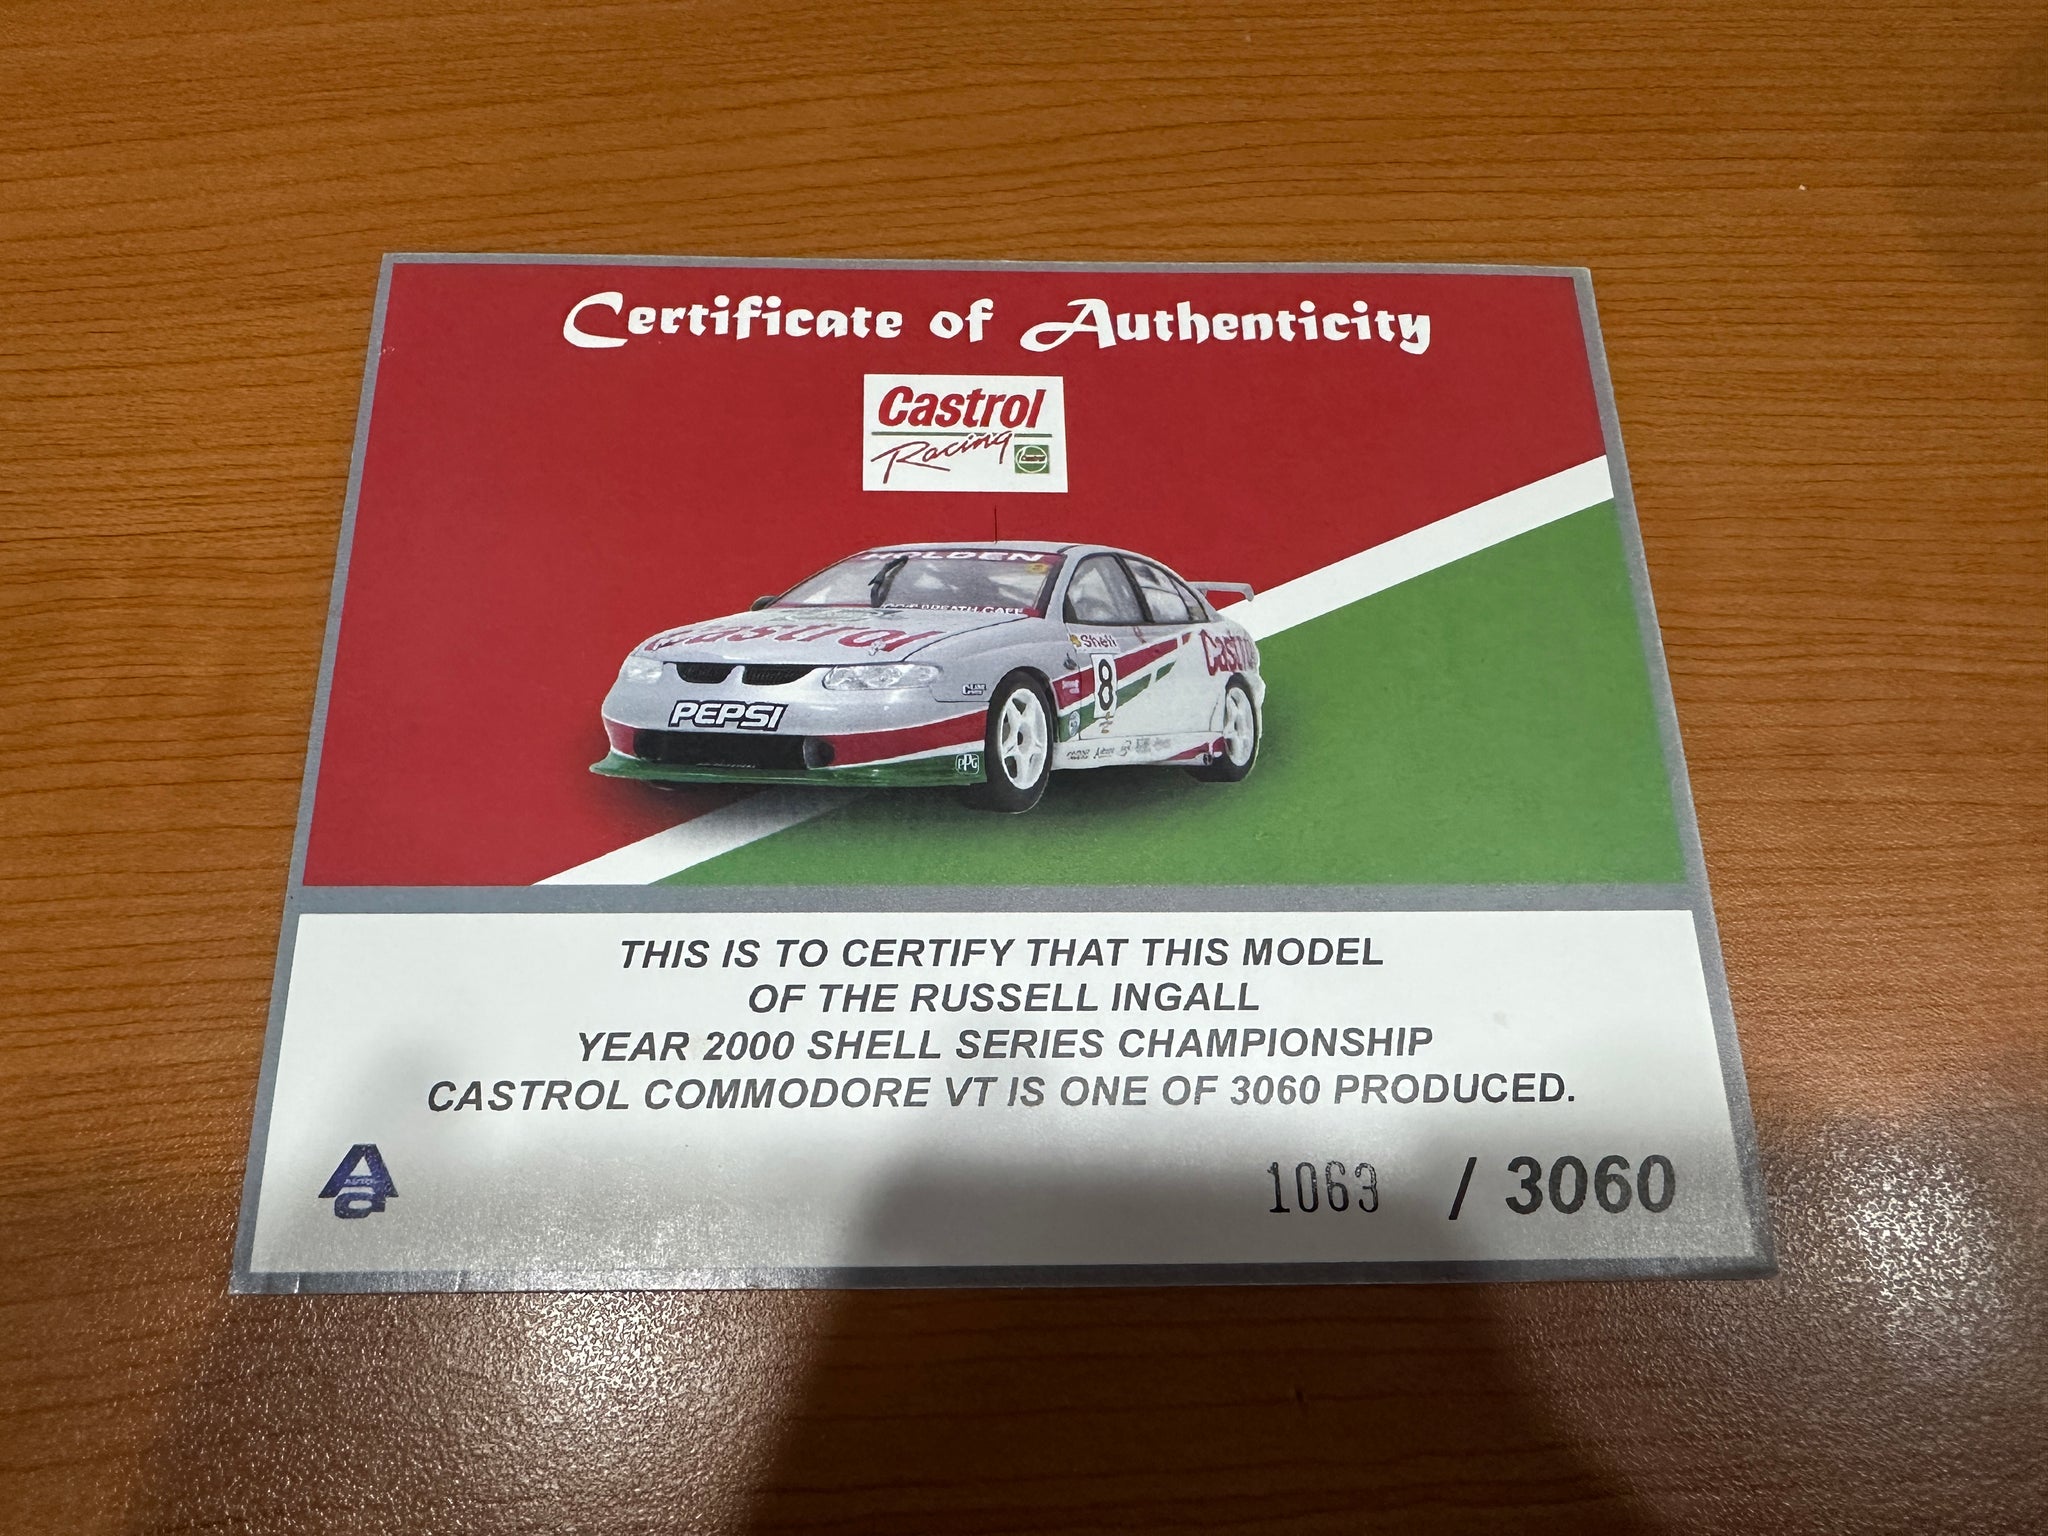 Certificate of Authenticity
Castrol
Racing
HOLDEN
Castrol
Shell
8
Castrol
PEPSI
PPG
THIS IS TO CERTIFY THAT THIS MODEL
OF THE RUSSELL INGALL
YEAR 2000 SHELL SERIES CHAMPIONSHIP
CASTROL COMMODORE VT IS ONE OF 3060 PRODUCED.
1063 / 3060